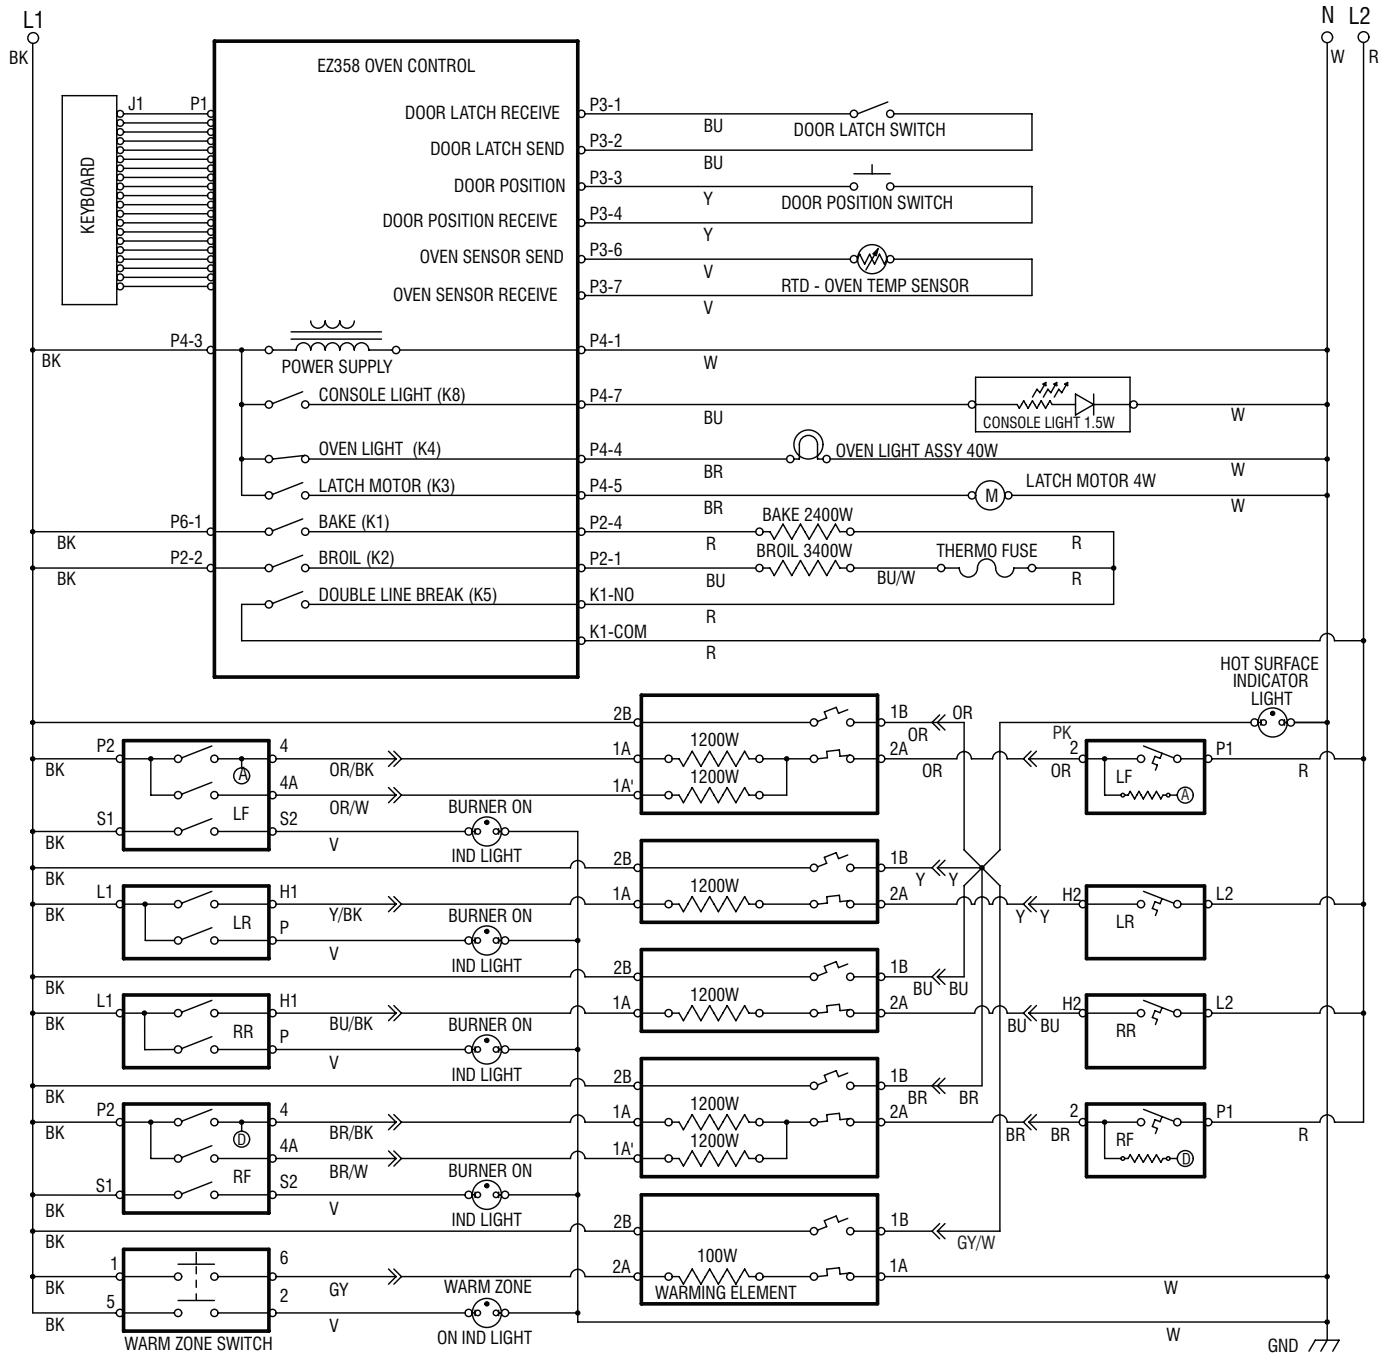 L1
N L2
BK
W
R
EZ358 OVEN CONTROL
J1
P1
KEYBOARD
DOOR LATCH RECEIVE
P3-1
BU
DOOR LATCH SWITCH
DOOR LATCH SEND
P3-2
BU
DOOR POSITION
P3-3
Y
DOOR POSITION SWITCH
DOOR POSITION RECEIVE
P3-4
Y
OVEN SENSOR SEND
P3-6
V
RTD - OVEN TEMP SENSOR
OVEN SENSOR RECEIVE
P3-7
V
P4-3
BK
POWER SUPPLY
P4-1
W
CONSOLE LIGHT (K8)
P4-7
BU
CONSOLE LIGHT 1.5W
W
OVEN LIGHT (K4)
P4-4
BR
OVEN LIGHT ASSY 40W
W
LATCH MOTOR (K3)
P4-5
BR
M
LATCH MOTOR 4W
W
P6-1
BK
BAKE (K1)
P2-4
R
BAKE 2400W
R
P2-2
BK
BROIL (K2)
P2-1
BU
BROIL 3400W
BU/W
THERMO FUSE
R
DOUBLE LINE BREAK (K5)
K1-NO
R
K1-COM
R
HOT SURFACE
INDICATOR
LIGHT
2B
1B
OR
OR
PK
P2
BK
4
A
OR/BK
1A
1200W
2A
OR
OR
2
LF
P1
R
A
4A
OR/W
1A'
1200W
LF
S1
BK
S2
V
BURNER ON
IND LIGHT
BK
2B
1B
Y
Y
L1
BK
H1
Y/BK
1A
1200W
2A
Y
Y
H2
LR
L2
LR
P
V
BURNER ON
IND LIGHT
BK
2B
1B
BU
BU
L1
BK
H1
BU/BK
1A
1200W
2A
BU
BU
H2
RR
L2
RR
P
V
BURNER ON
IND LIGHT
BK
2B
1B
BR
BR
P2
BK
4
D
BR/BK
1A
1200W
2A
BR
BR
2
RF
P1
R
D
4A
BR/W
1A'
1200W
RF
S1
BK
S2
V
BURNER ON
IND LIGHT
BK
2B
1B
GY/W
1
BK
6
GY
2A
100W
WARMING ELEMENT
1A
W
5
BK
2
V
WARM ZONE
ON IND LIGHT
WARM ZONE SWITCH
W
GND